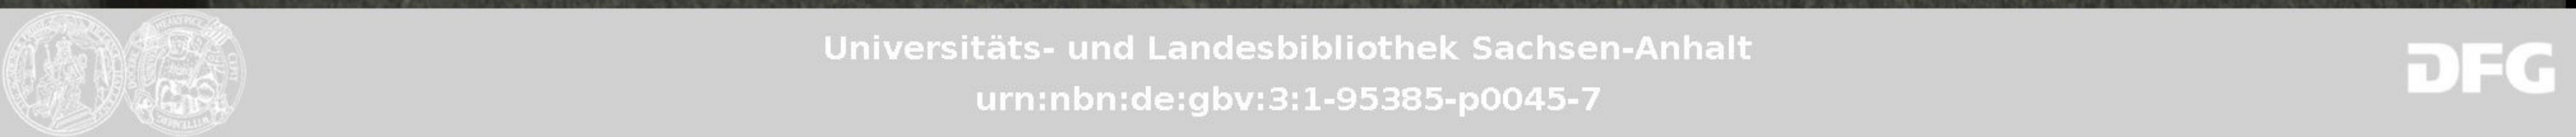 Universitäts- und Landesbibliothek Sachsen-Anhalt
urn:nbn:de:gbv:3:1-95385-p0045-7
DFG